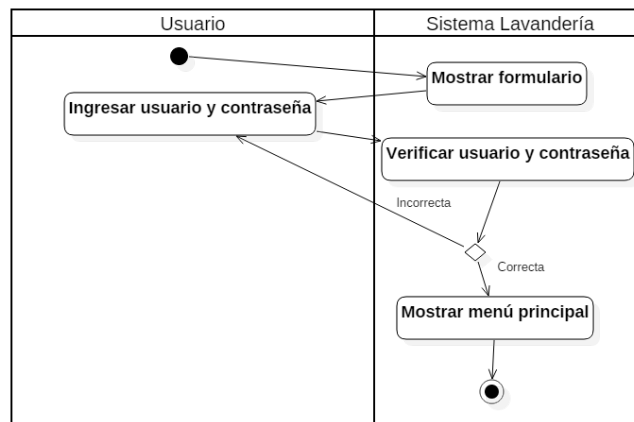 Usuario
Sistema Lavandería
Mostrar formulario
Ingresar usuario y contraseña
Verificar usuario y contraseña
Incorrecta
Correcta
Mostrar menú principal